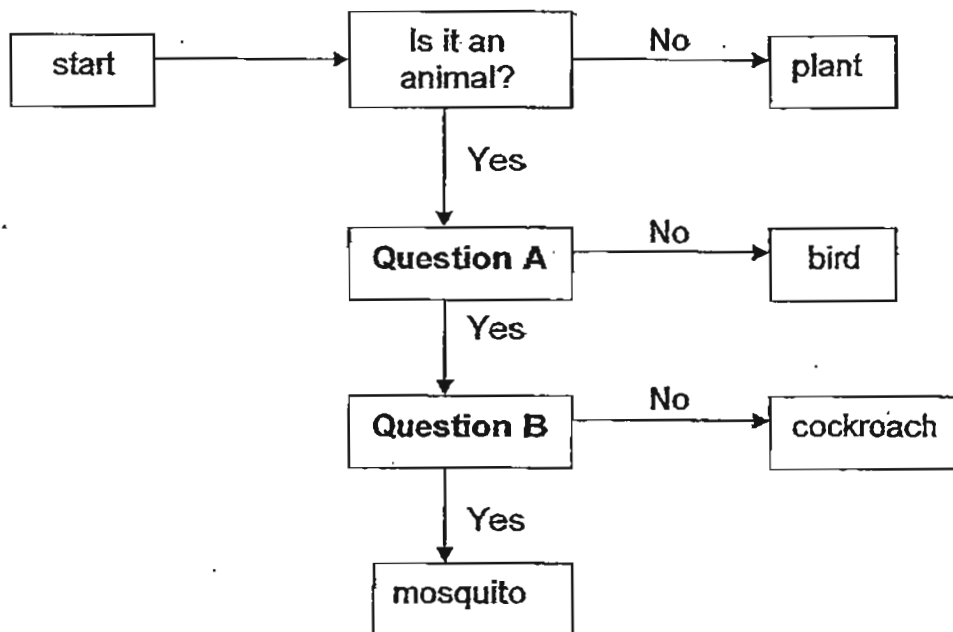 start
Is it an
animal?
No
plant
Yes
Question A
No
bird
Yes
Question B
No
cockroach
Yes
mosquito